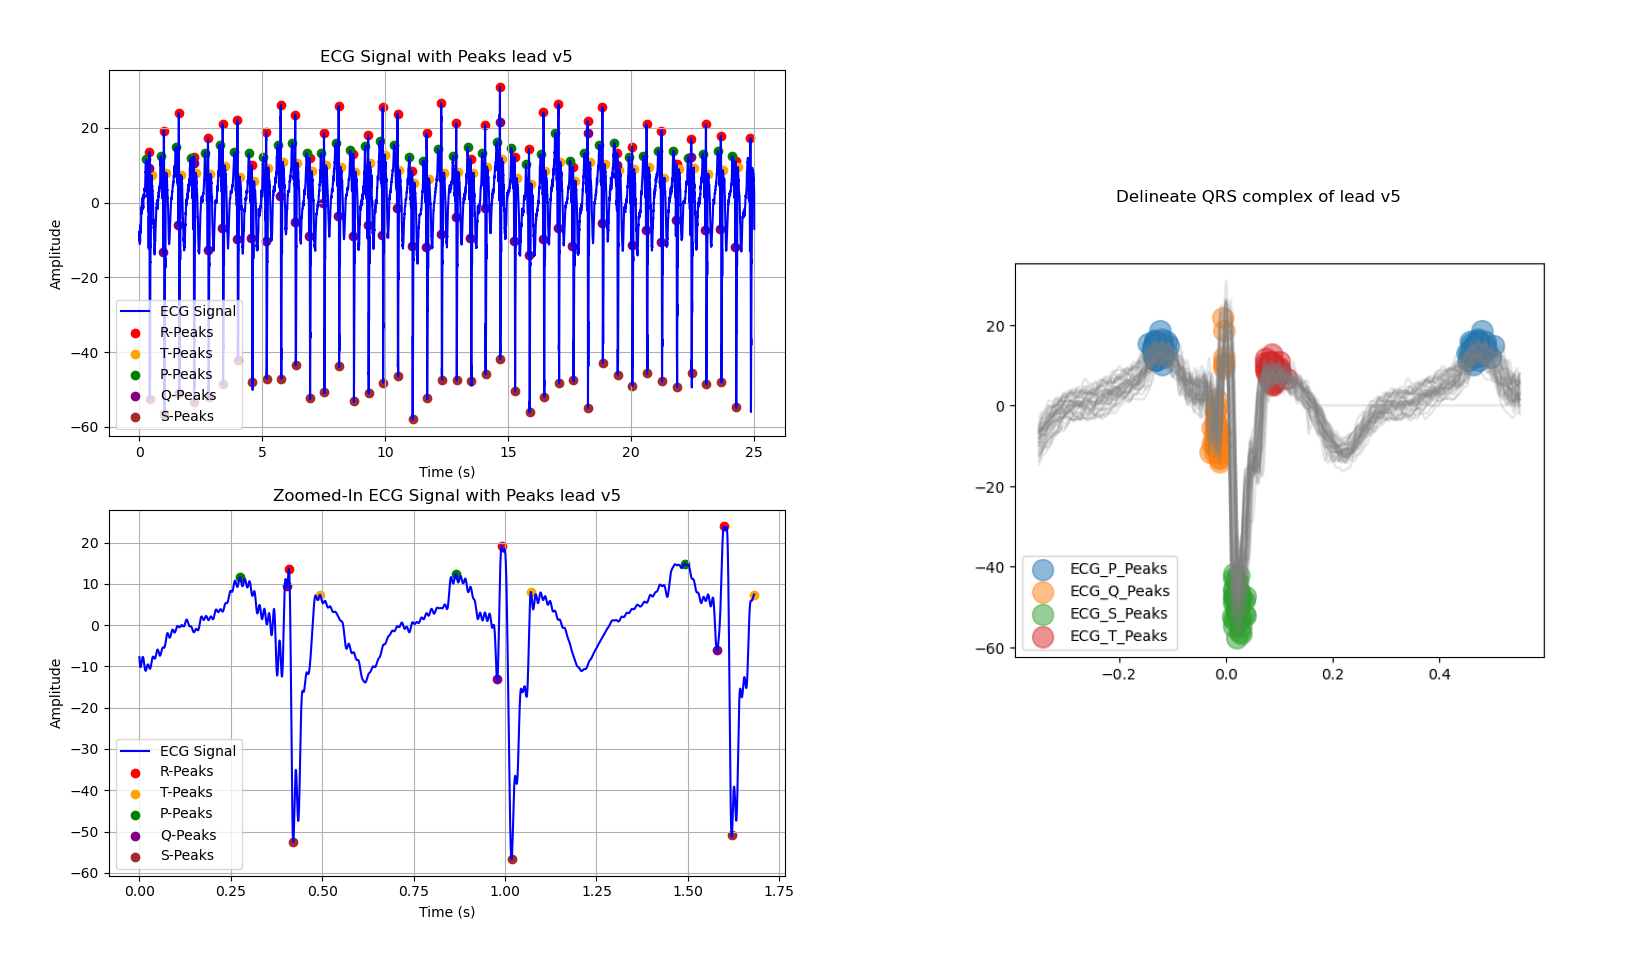 ECG Signal with Peaks lead v5
Amplitude
20
0
−20
−40
−60
ECG Signal
R-Peaks
T-Peaks
P-Peaks
Q-Peaks
S-Peaks
0 5 10 15 20 25
Time (s)
Zoomed-In ECG Signal with Peaks lead v5
Amplitude
20
10
0
−10
−20
−30
−40
−50
−60
ECG Signal
R-Peaks
T-Peaks
P-Peaks
Q-Peaks
S-Peaks
0.00 0.25 0.50 0.75 1.00 1.25 1.50 1.75
Time (s)
Delineate QRS complex of lead v5
20
0
−20
−40
−60
ECG_P_Peaks
ECG_Q_Peaks
ECG_S_Peaks
ECG_T_Peaks
−0.2 0.0 0.2 0.4